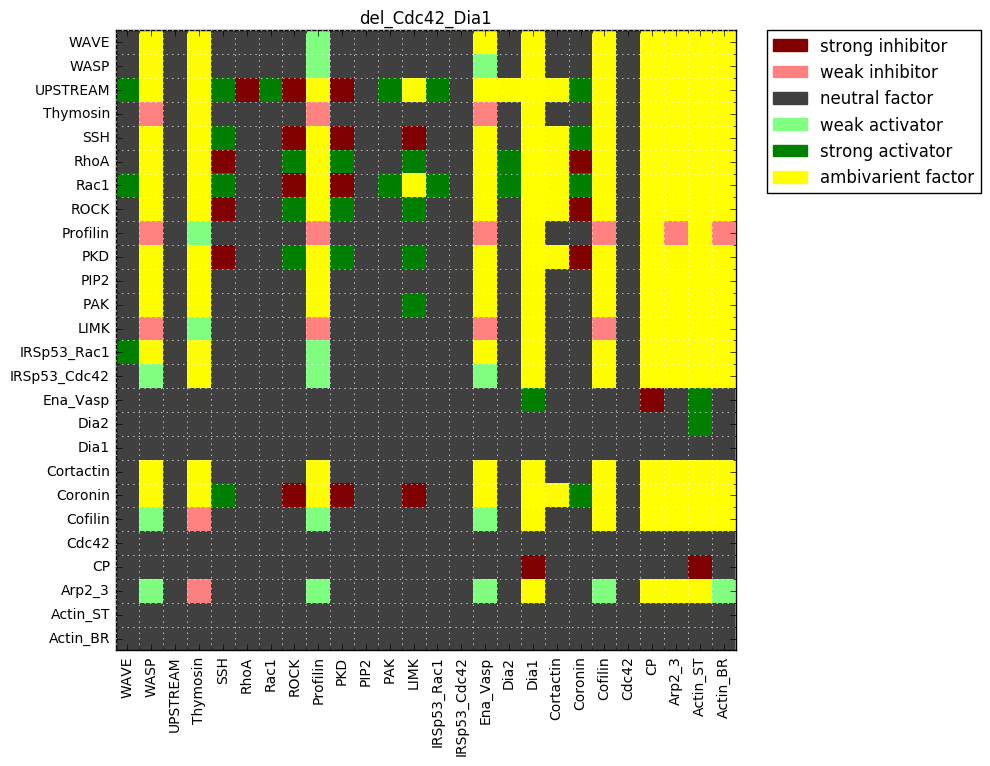 del_Cdc42_Dia1
WAVE
WASP
UPSTREAM
Thymosin
SSH
RhoA
Rac1
ROCK
Profilin
PKD
PIP2
PAK
LIMK
IRSp53_Rac1
IRSp53_Cdc42
Ena_Vasp
Dia2
Dia1
Cortactin
Coronin
Cofilin
Cdc42
CP
Arp2_3
Actin_ST
Actin_BR
WAVE
WASP
UPSTREAM
Thymosin
SSH
RhoA
Rac1
ROCK
Profilin
PKD
PIP2
PAK
LIMK
IRSp53_Rac1
IRSp53_Cdc42
Ena_Vasp
Dia2
Dia1
Cortactin
Coronin
Cofilin
Cdc42
CP
Arp2_3
Actin_ST
Actin_BR
strong inhibitor
weak inhibitor
neutral factor
weak activator
strong activator
ambivarient factor